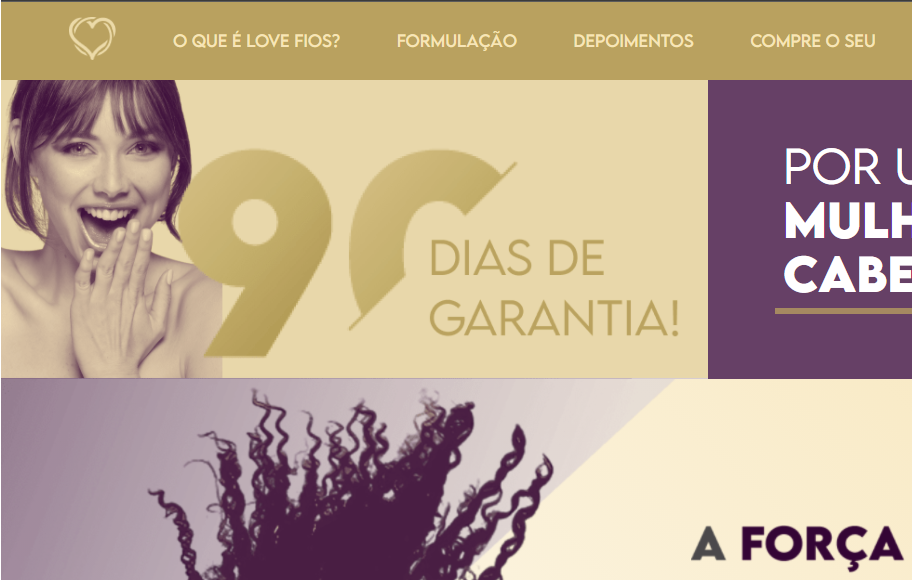 O QUE É LOVE FIOS? FORMULAÇÃO DEPOIMENTOS COMPRE O SEU
90
DIAS DE
GARANTIA!
POR U
MULH
CABE
A FORÇA